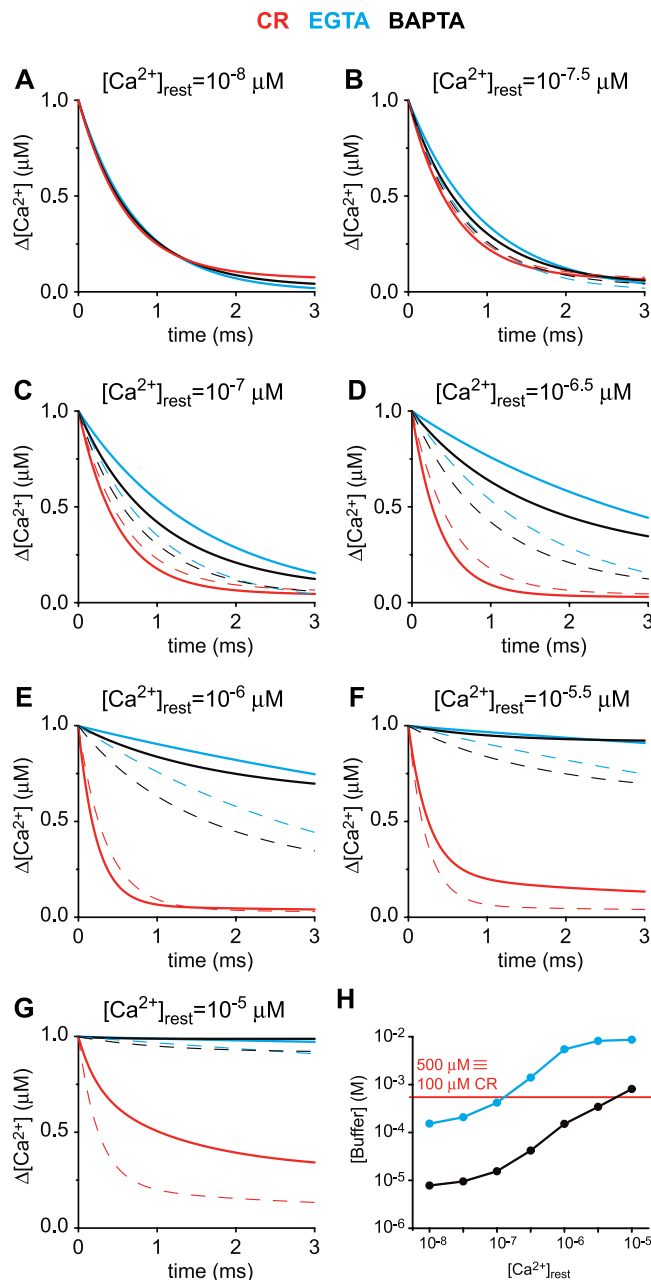 CR EGTA BAPTA
A [Ca²⁺]rest=10⁻⁸ μM
1.0
0.5
0.0
Δ[Ca²⁺] (μM)
0 1 2 3
time (ms)
B [Ca²⁺]rest=10⁻⁷·⁵ μM
1.0
0.5
0.0
Δ[Ca²⁺] (μM)
0 1 2 3
time (ms)
C [Ca²⁺]rest=10⁻⁷ μM
1.0
0.5
0.0
Δ[Ca²⁺] (μM)
0 1 2 3
time (ms)
D [Ca²⁺]rest=10⁻⁶·⁵ μM
1.0
0.5
0.0
Δ[Ca²⁺] (μM)
0 1 2 3
time (ms)
E [Ca²⁺]rest=10⁻⁶ μM
1.0
0.5
0.0
Δ[Ca²⁺] (μM)
0 1 2 3
time (ms)
F [Ca²⁺]rest=10⁻⁵·⁵ μM
1.0
0.5
0.0
Δ[Ca²⁺] (μM)
0 1 2 3
time (ms)
G [Ca²⁺]rest=10⁻⁵ μM
1.0
0.5
0.0
Δ[Ca²⁺] (μM)
0 1 2 3
time (ms)
H
10⁻²
10⁻³
10⁻⁴
10⁻⁵
10⁻⁶
[Buffer] (M)
500 μM ≡
100 μM CR
10⁻⁸ 10⁻⁷ 10⁻⁶ 10⁻⁵
[Ca²⁺]rest